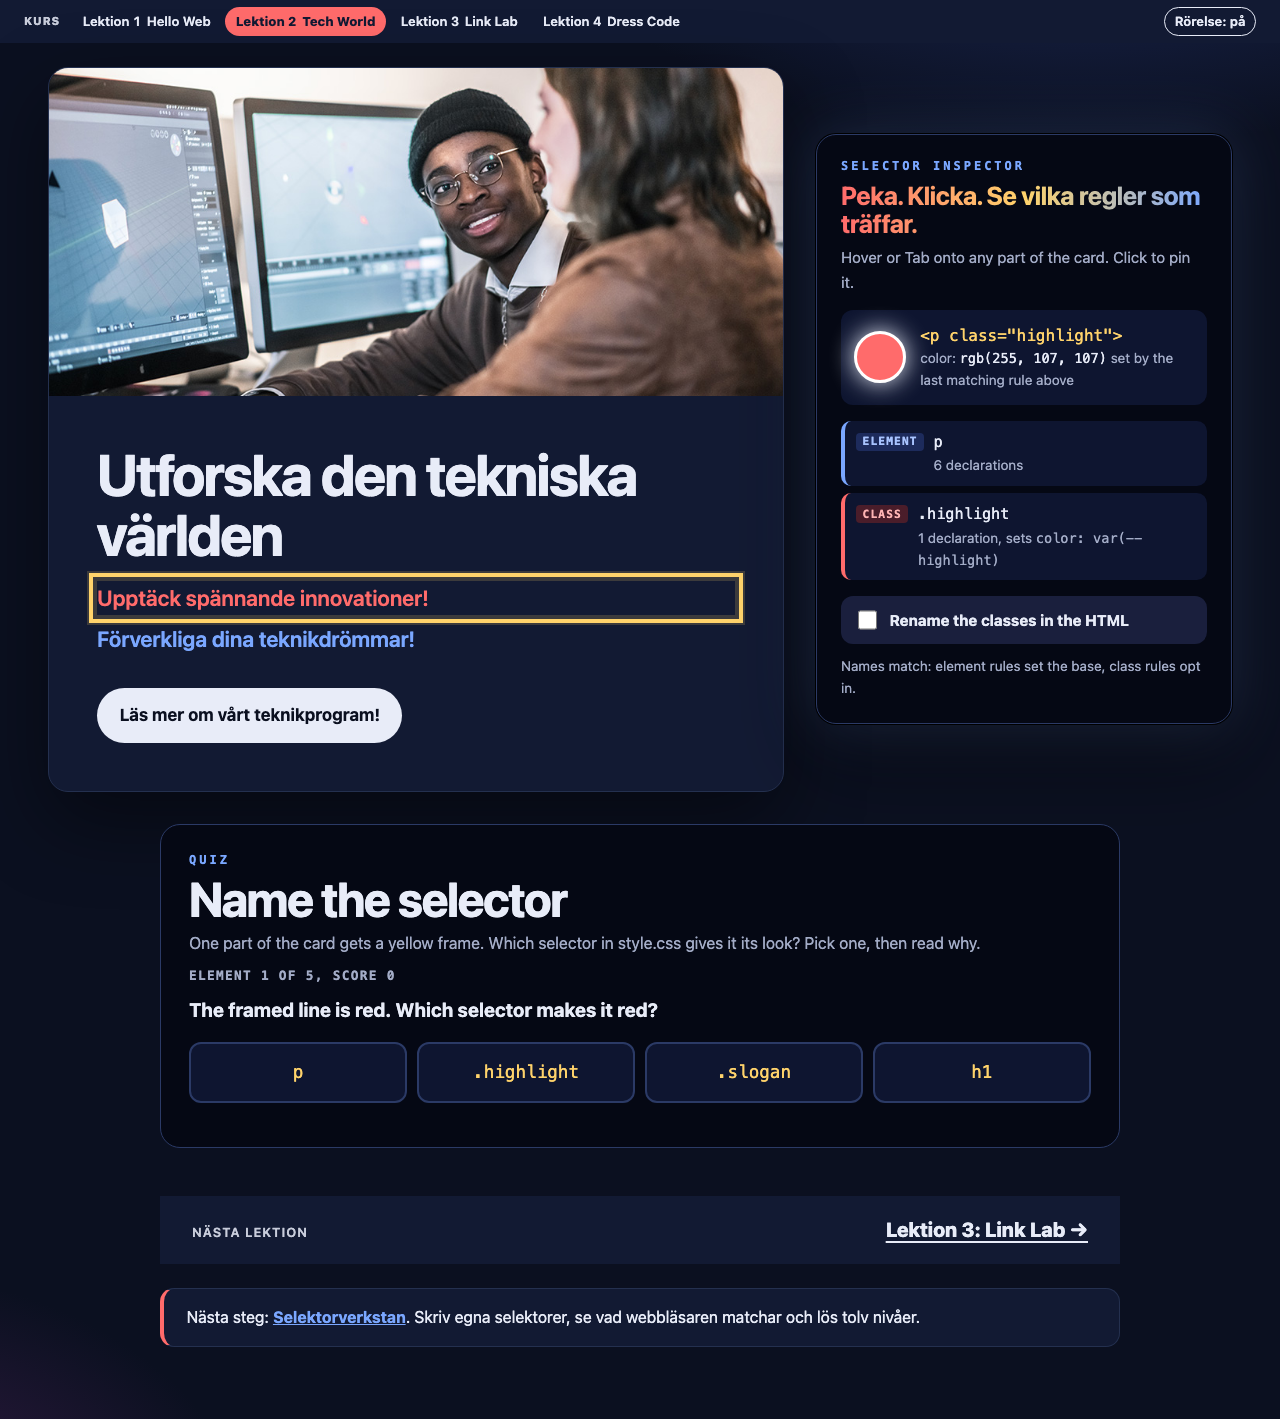 KURS Lektion 1 Hello Web Lektion 2 Tech World Lektion 3 Link Lab Lektion 4 Dress Code Rörelse: på
Utforska den tekniska
världen
Upptäck spännande innovationer!
Förverkliga dina teknikdrömmar!
Läs mer om vårt teknikprogram!
SELECTOR INSPECTOR
Peka. Klicka. Se vilka regler som
träffar.
Hover or Tab onto any part of the card. Click to pin
it.
<p class="highlight">
color: rgb(255, 107, 107) set by the
last matching rule above
ELEMENT p
6 declarations
CLASS .highlight
1 declaration, sets color: var(--
highlight)
Rename the classes in the HTML
Names match: element rules set the base, class rules opt
in.
QUIZ
Name the selector
One part of the card gets a yellow frame. Which selector in style.css gives it its look? Pick one, then read why.
ELEMENT 1 OF 5, SCORE 0
The framed line is red. Which selector makes it red?
p .highlight .slogan h1
NÄSTA LEKTION Lektion 3: Link Lab →
Nästa steg: Selektorverkstan. Skriv egna selektorer, se vad webbläsaren matchar och lös tolv nivåer.